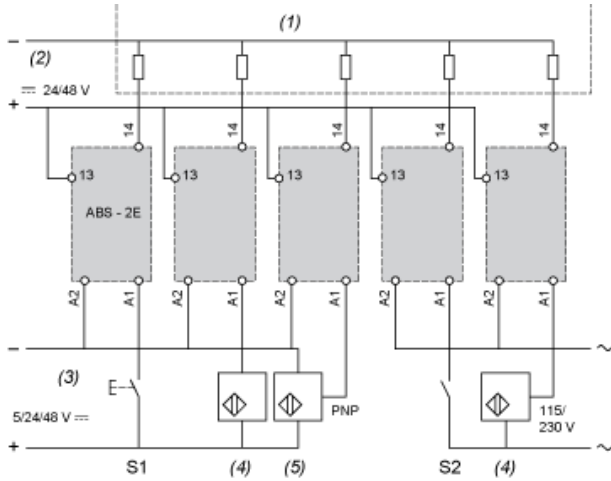 (1)
−
(2)
⎓ 24/48 V
+
14 14 14 14 14
13 13 13 13 13
ABS - 2E
A2 A1 A2 A1 A2 A1 A2 A1 A2 A1
− ~
(3)
5/24/48 V ⎓
PNP
115/
230 V
+ ~
S1 (4) (5) S2 (4)